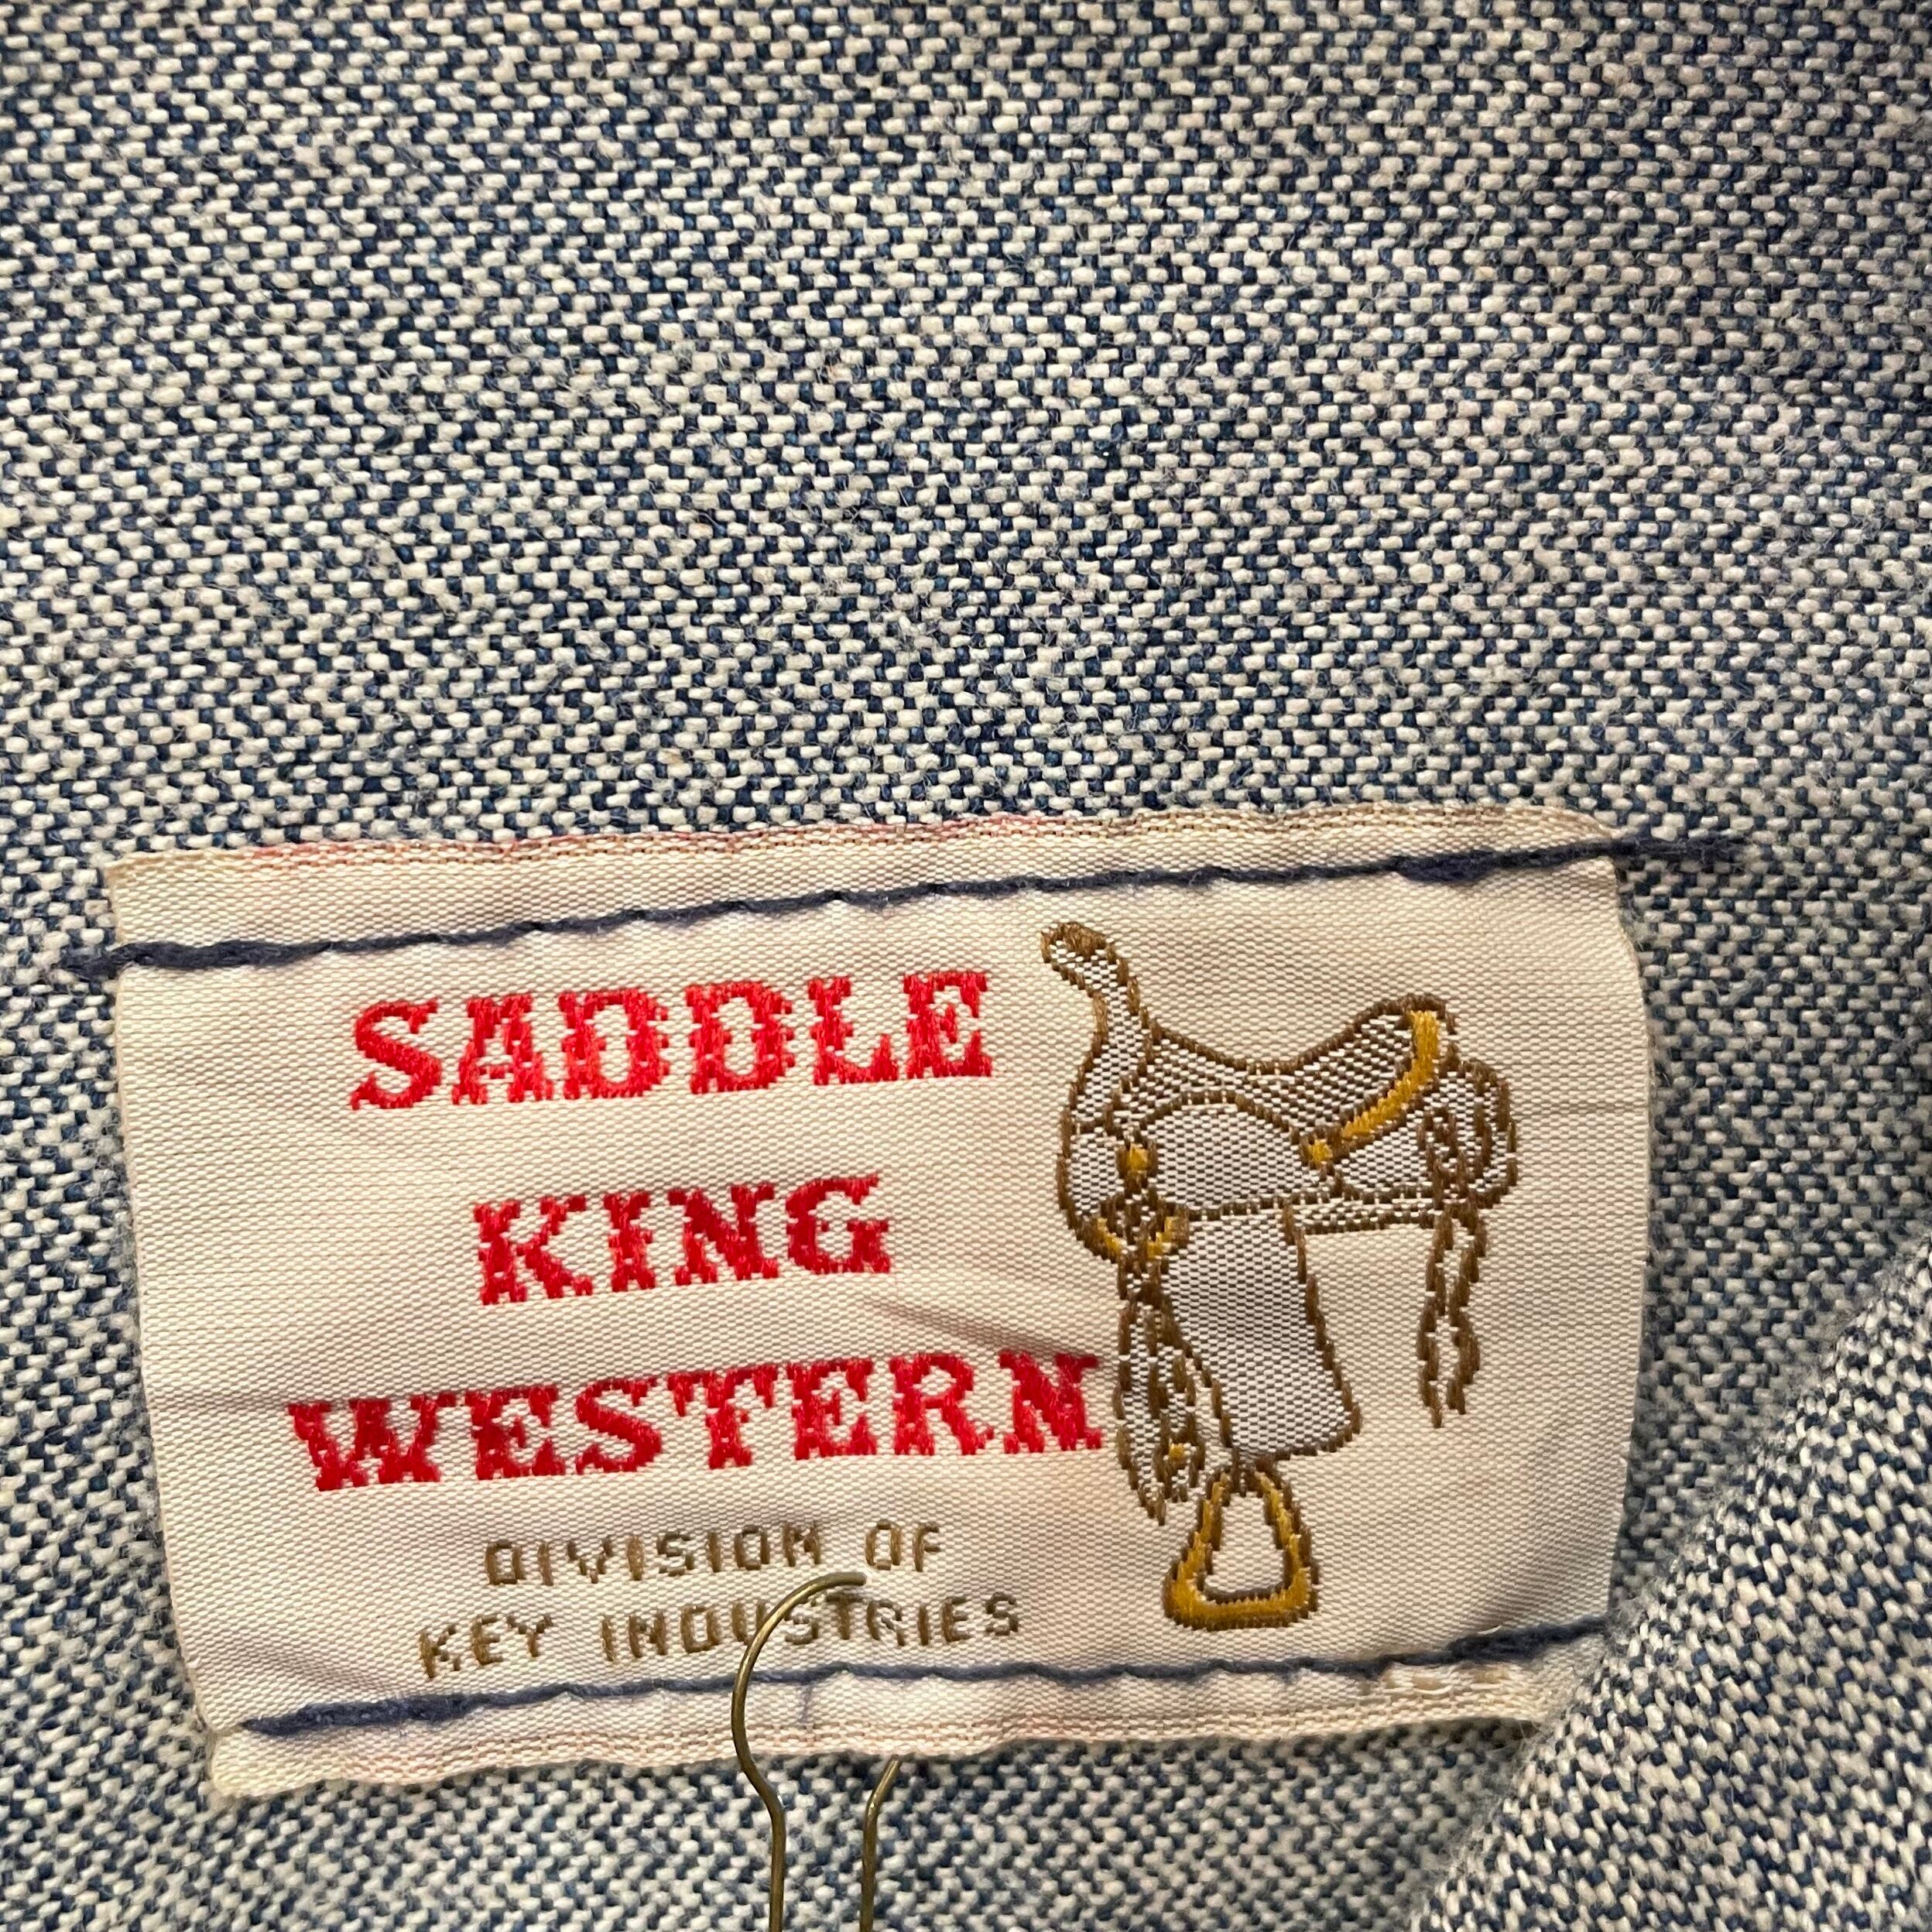 SADDLE
KING
WESTERN
DIVISION OF
KEY INDUSTRIES